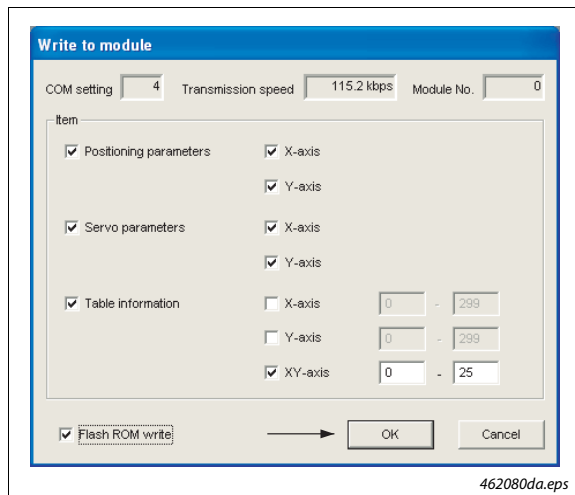 Write to module
COM setting 4 Transmission speed 115.2 kbps Module No. 0
Item
Positioning parameters X-axis
Y-axis
Servo parameters X-axis
Y-axis
Table information X-axis 0 - 299
Y-axis 0 - 299
XY-axis 0 - 25
Flash ROM write OK Cancel
462080da.eps